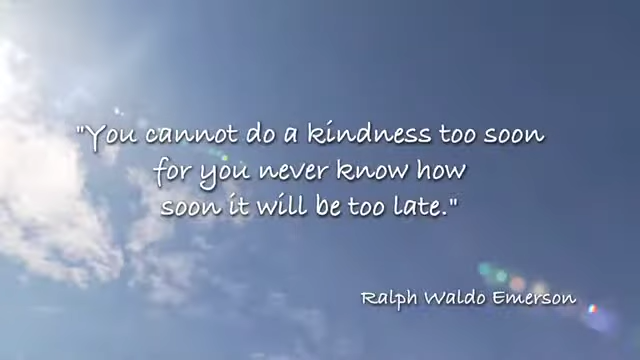 "You cannot do a kindness too soon
for you never know how
soon it will be too late."
Ralph Waldo Emerson